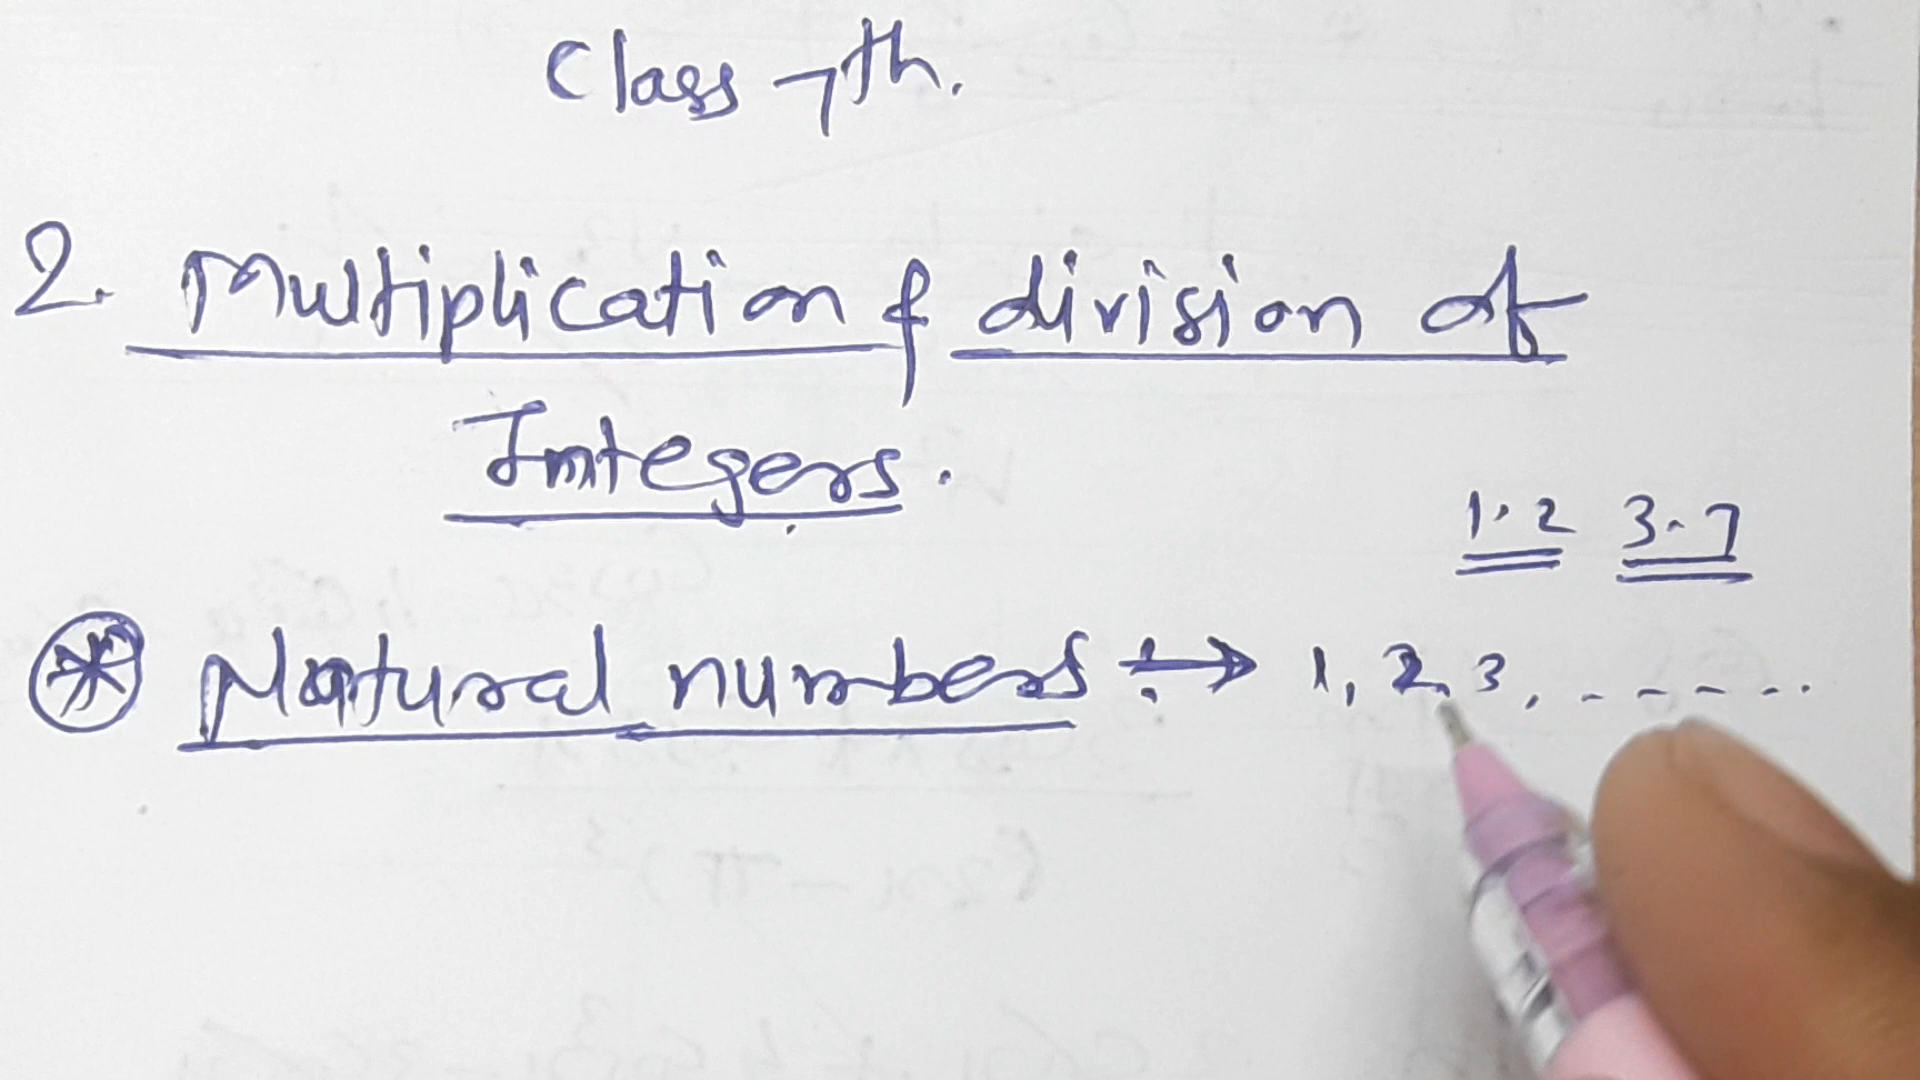 Class 7th.
2. Multiplication & division of
Integers.
1.2 3.7
* Natural numbers :→ 1, 2, 3, ------